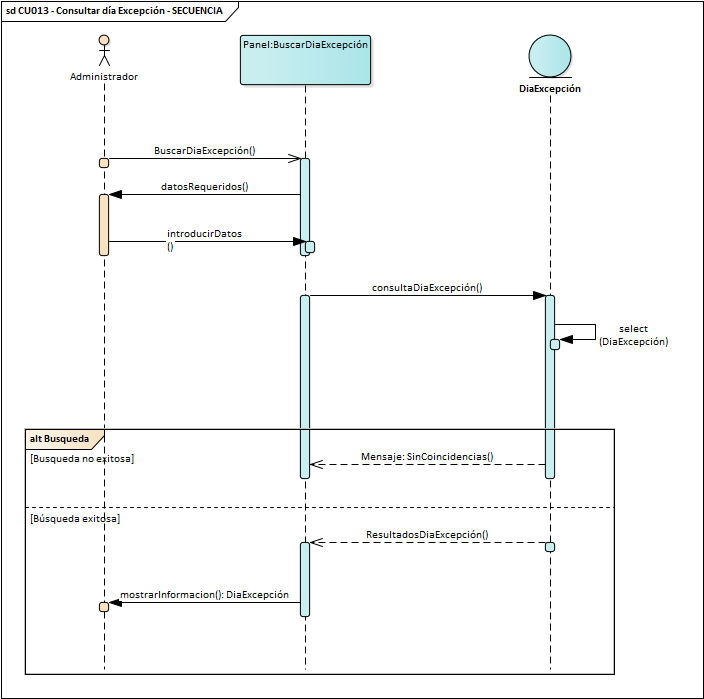 sd CU013 - Consultar día Excepción - SECUENCIA
Administrador
Panel:BuscarDiaExcepción
DiaExcepción
BuscarDiaExcepción()
datosRequeridos()
introducirDatos
()
consultaDiaExcepción()
select
(DiaExcepción)
alt Busqueda
[Busqueda no exitosa]
Mensaje: SinCoincidencias()
[Búsqueda exitosa]
ResultadosDiaExcepción()
mostrarInformacion(): DiaExcepción